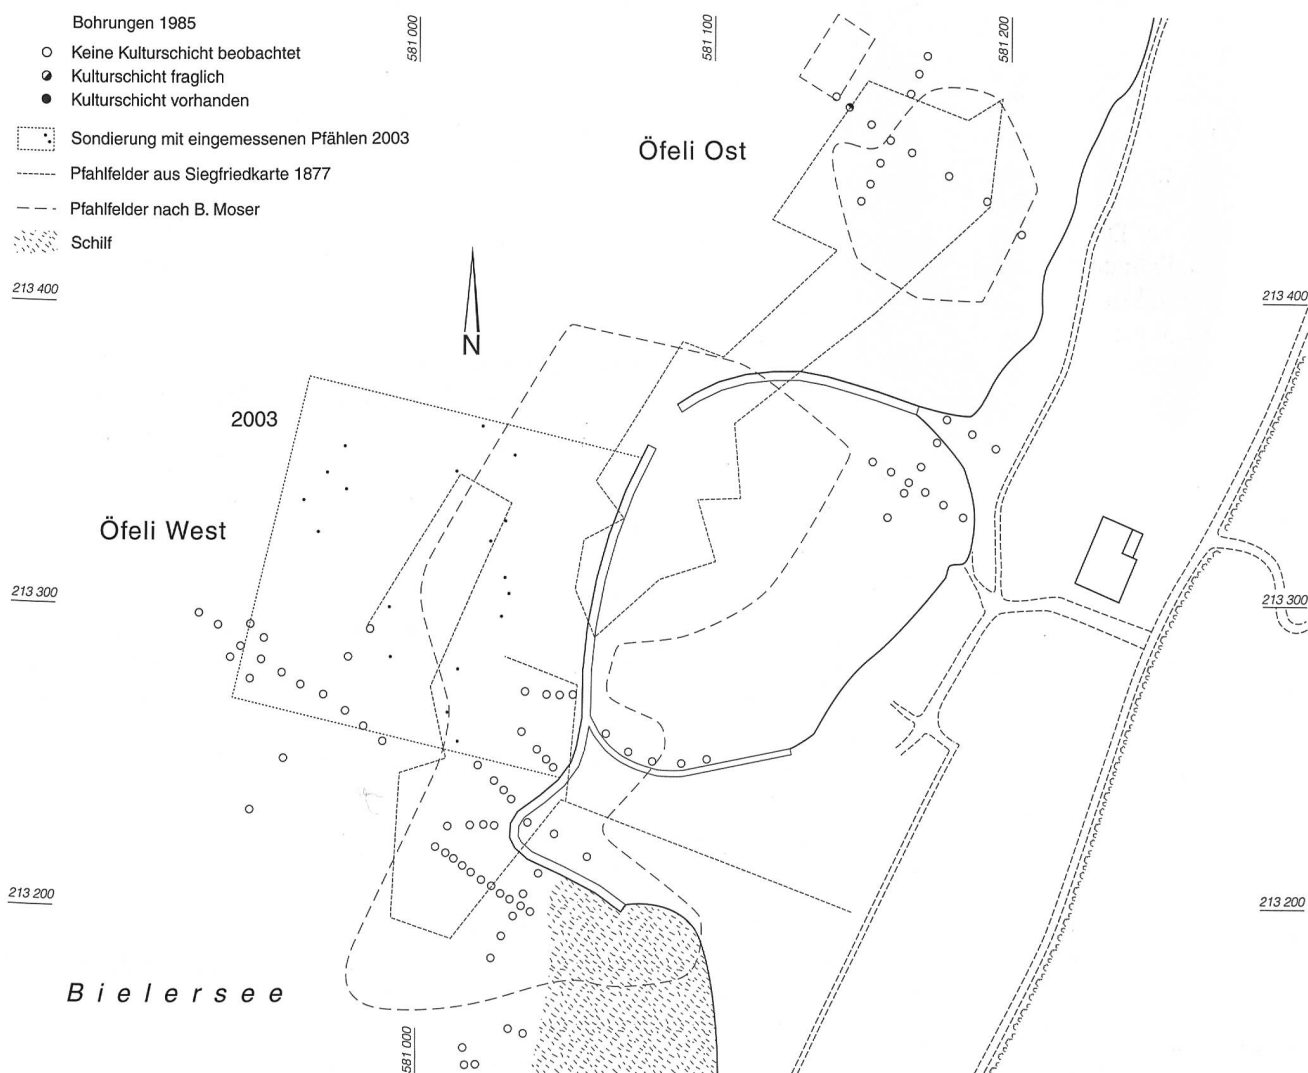 Bohrungen 1985
Keine Kulturschicht beobachtet
Kulturschicht fraglich
Kulturschicht vorhanden
Sondierung mit eingemessenen Pfählen 2003
Pfahlfelder aus Siegfriedkarte 1877
Pfahlfelder nach B. Moser
Schilf
581 000
581 100
581 200
Öfeli Ost
213 400
213 400
N
2003
Öfeli West
213 300
213 300
213 200
213 200
Bielersee
581 000